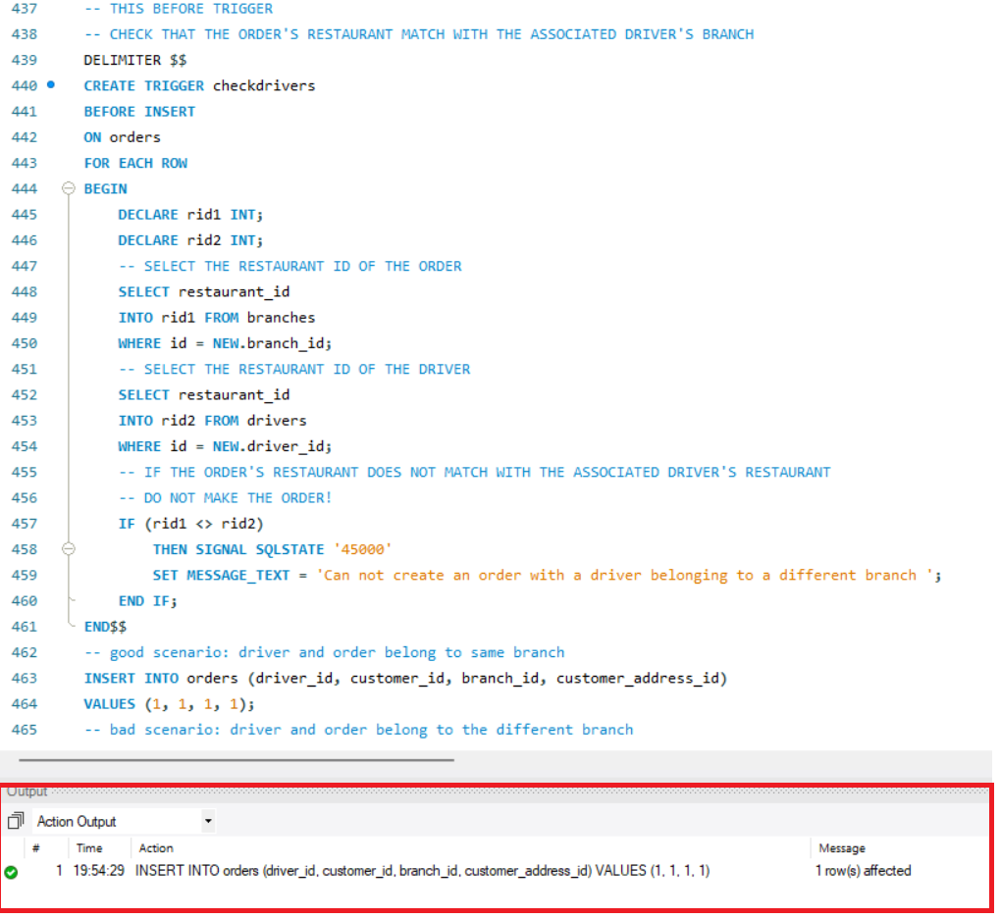 437 -- THIS BEFORE TRIGGER
438 -- CHECK THAT THE ORDER'S RESTAURANT MATCH WITH THE ASSOCIATED DRIVER'S BRANCH
439 DELIMITER $$
440 CREATE TRIGGER checkdrivers
441 BEFORE INSERT
442 ON orders
443 FOR EACH ROW
444 BEGIN
445 DECLARE rid1 INT;
446 DECLARE rid2 INT;
447 -- SELECT THE RESTAURANT ID OF THE ORDER
448 SELECT restaurant_id
449 INTO rid1 FROM branches
450 WHERE id = NEW.branch_id;
451 -- SELECT THE RESTAURANT ID OF THE DRIVER
452 SELECT restaurant_id
453 INTO rid2 FROM drivers
454 WHERE id = NEW.driver_id;
455 -- IF THE ORDER'S RESTAURANT DOES NOT MATCH WITH THE ASSOCIATED DRIVER'S RESTAURANT
456 -- DO NOT MAKE THE ORDER!
457 IF (rid1 <> rid2)
458 THEN SIGNAL SQLSTATE '45000'
459 SET MESSAGE_TEXT = 'Can not create an order with a driver belonging to a different branch ';
460 END IF;
461 END$$
462 -- good scenario: driver and order belong to same branch
463 INSERT INTO orders (driver_id, customer_id, branch_id, customer_address_id)
464 VALUES (1, 1, 1, 1);
465 -- bad scenario: driver and order belong to the different branch
Output
Action Output
# Time Action Message
1 19:54:29 INSERT INTO orders (driver_id, customer_id, branch_id, customer_address_id) VALUES (1, 1, 1, 1) 1 row(s) affected